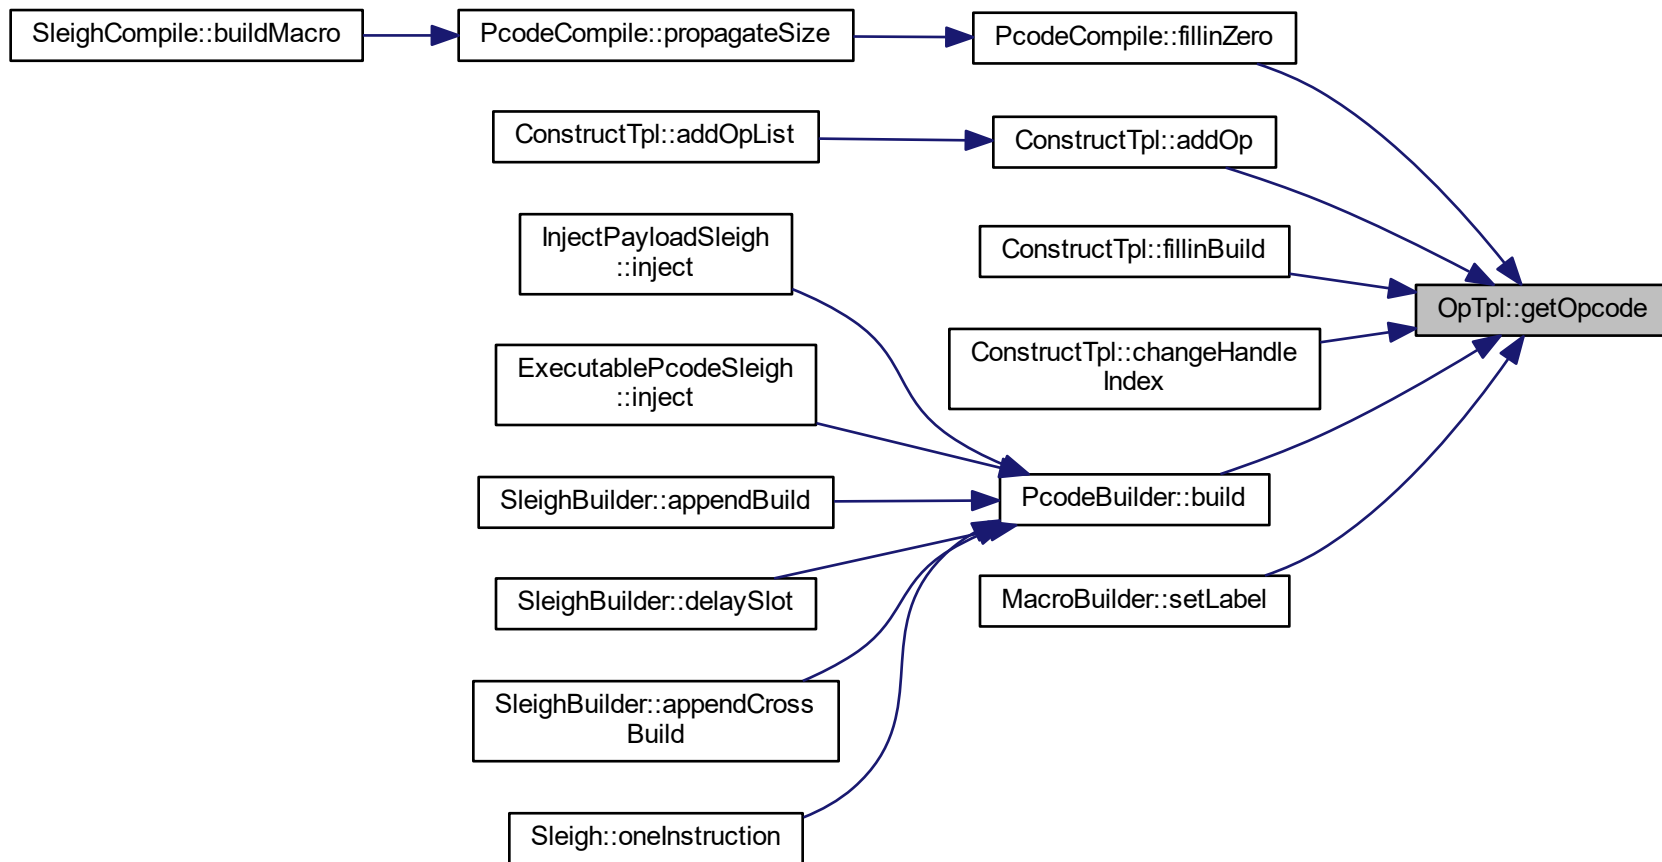 SleighCompile::buildMacro
PcodeCompile::propagateSize
PcodeCompile::fillinZero
ConstructTpl::addOpList
ConstructTpl::addOp
InjectPayloadSleigh
::inject
ConstructTpl::fillinBuild
OpTpl::getOpcode
ExecutablePcodeSleigh
::inject
ConstructTpl::changeHandle
Index
SleighBuilder::appendBuild
PcodeBuilder::build
SleighBuilder::delaySlot
MacroBuilder::setLabel
SleighBuilder::appendCross
Build
Sleigh::oneInstruction